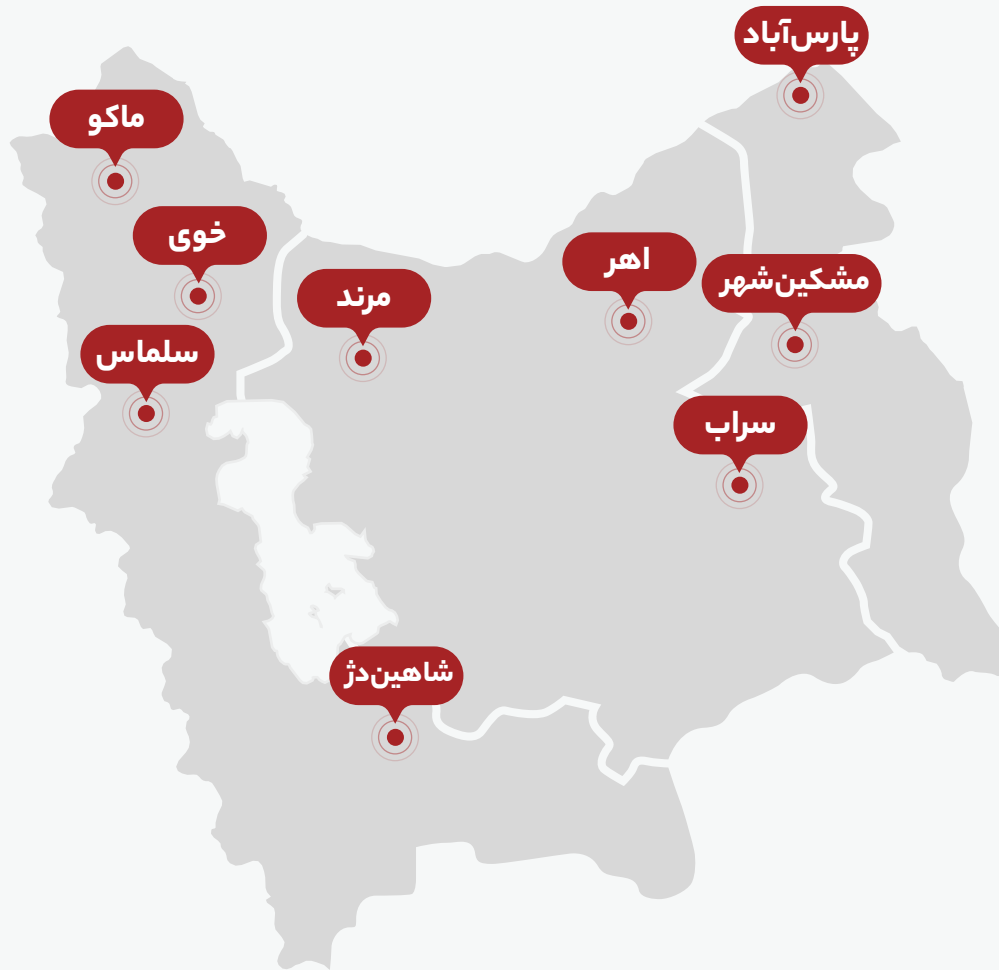 پارس‌آباد
ماکو
خوی
اهر
مشکین‌شهر
مرند
سلماس
سراب
شاهین‌دژ